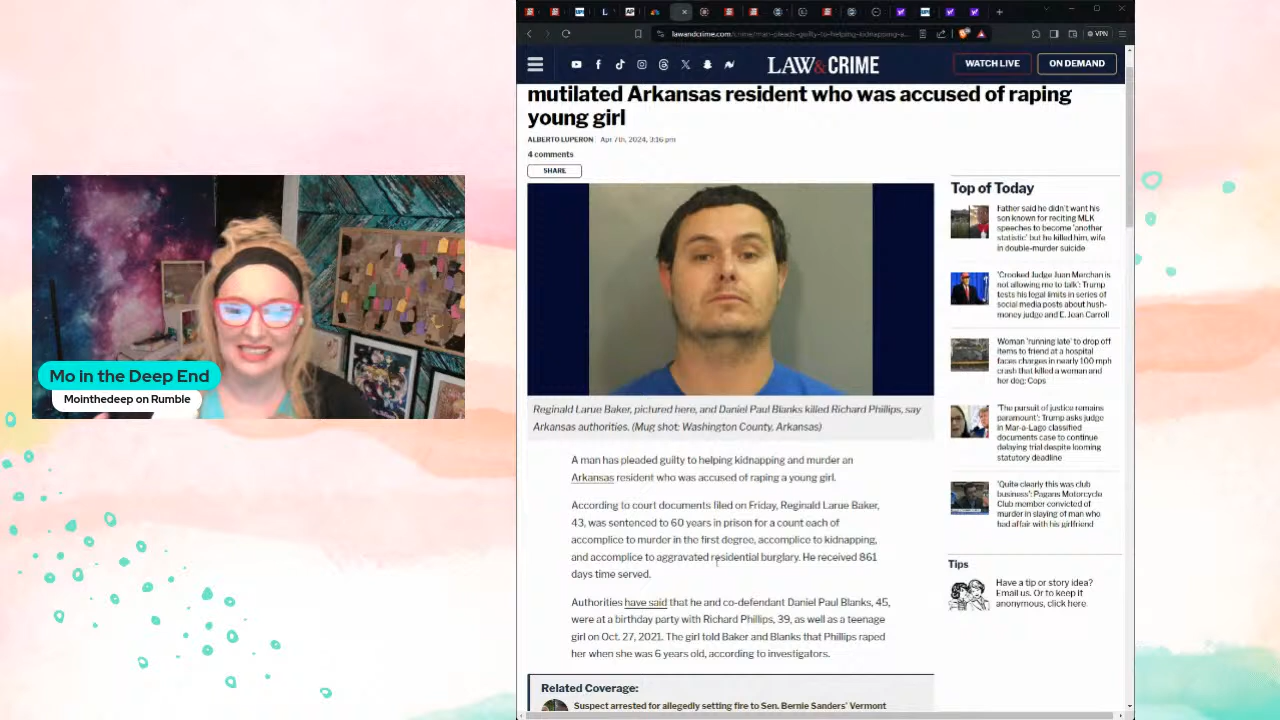 lawandcrime.com/crime/man-pleads-guilty-to-helping-kidnapping-a...
VPN
LAW&CRIME
WATCH LIVE
ON DEMAND
mutilated Arkansas resident who was accused of raping
young girl
ALBERTO LUPERON Apr 7th, 2024, 3:16 pm
4 comments
SHARE
Reginald Larue Baker, pictured here, and Daniel Paul Blanks killed Richard Phillips, say
Arkansas authorities. (Mug shot: Washington County, Arkansas)
A man has pleaded guilty to helping kidnapping and murder an
Arkansas resident who was accused of raping a young girl.
According to court documents filed on Friday, Reginald Larue Baker,
43, was sentenced to 60 years in prison for a count each of
accomplice to murder in the first degree, accomplice to kidnapping,
and accomplice to aggravated residential burglary. He received 861
days time served.
Authorities have said that he and co-defendant Daniel Paul Blanks, 45,
were at a birthday party with Richard Phillips, 39, as well as a teenage
girl on Oct. 27, 2021. The girl told Baker and Blanks that Phillips raped
her when she was 6 years old, according to investigators.
Related Coverage:
Suspect arrested for allegedly setting fire to Sen. Bernie Sanders' Vermont
Top of Today
Father said he didn't want his
son known for reciting MLK
speeches to become 'another
statistic' but he killed him, wife
in double-murder suicide
'Crooked Judge Juan Merchan is
not allowing me to talk': Trump
tests his legal limits in series of
social media posts about hush-
money judge and E. Jean Carroll
Woman 'running late' to drop off
items to friend at a hospital
faces charges in nearly 100 mph
crash that killed a woman and
her dog: Cops
'The pursuit of justice remains
paramount': Trump asks judge
in Mar-a-Lago classified
documents case to continue
delaying trial despite looming
statutory deadline
'Quite clearly this was club
business': Pagans Motorcycle
Club member convicted of
murder in slaying of man who
had affair with his girlfriend
Tips
Have a tip or story idea?
Email us. Or to keep it
anonymous, click here
Mo in the Deep End
Mointhedeep on Rumble